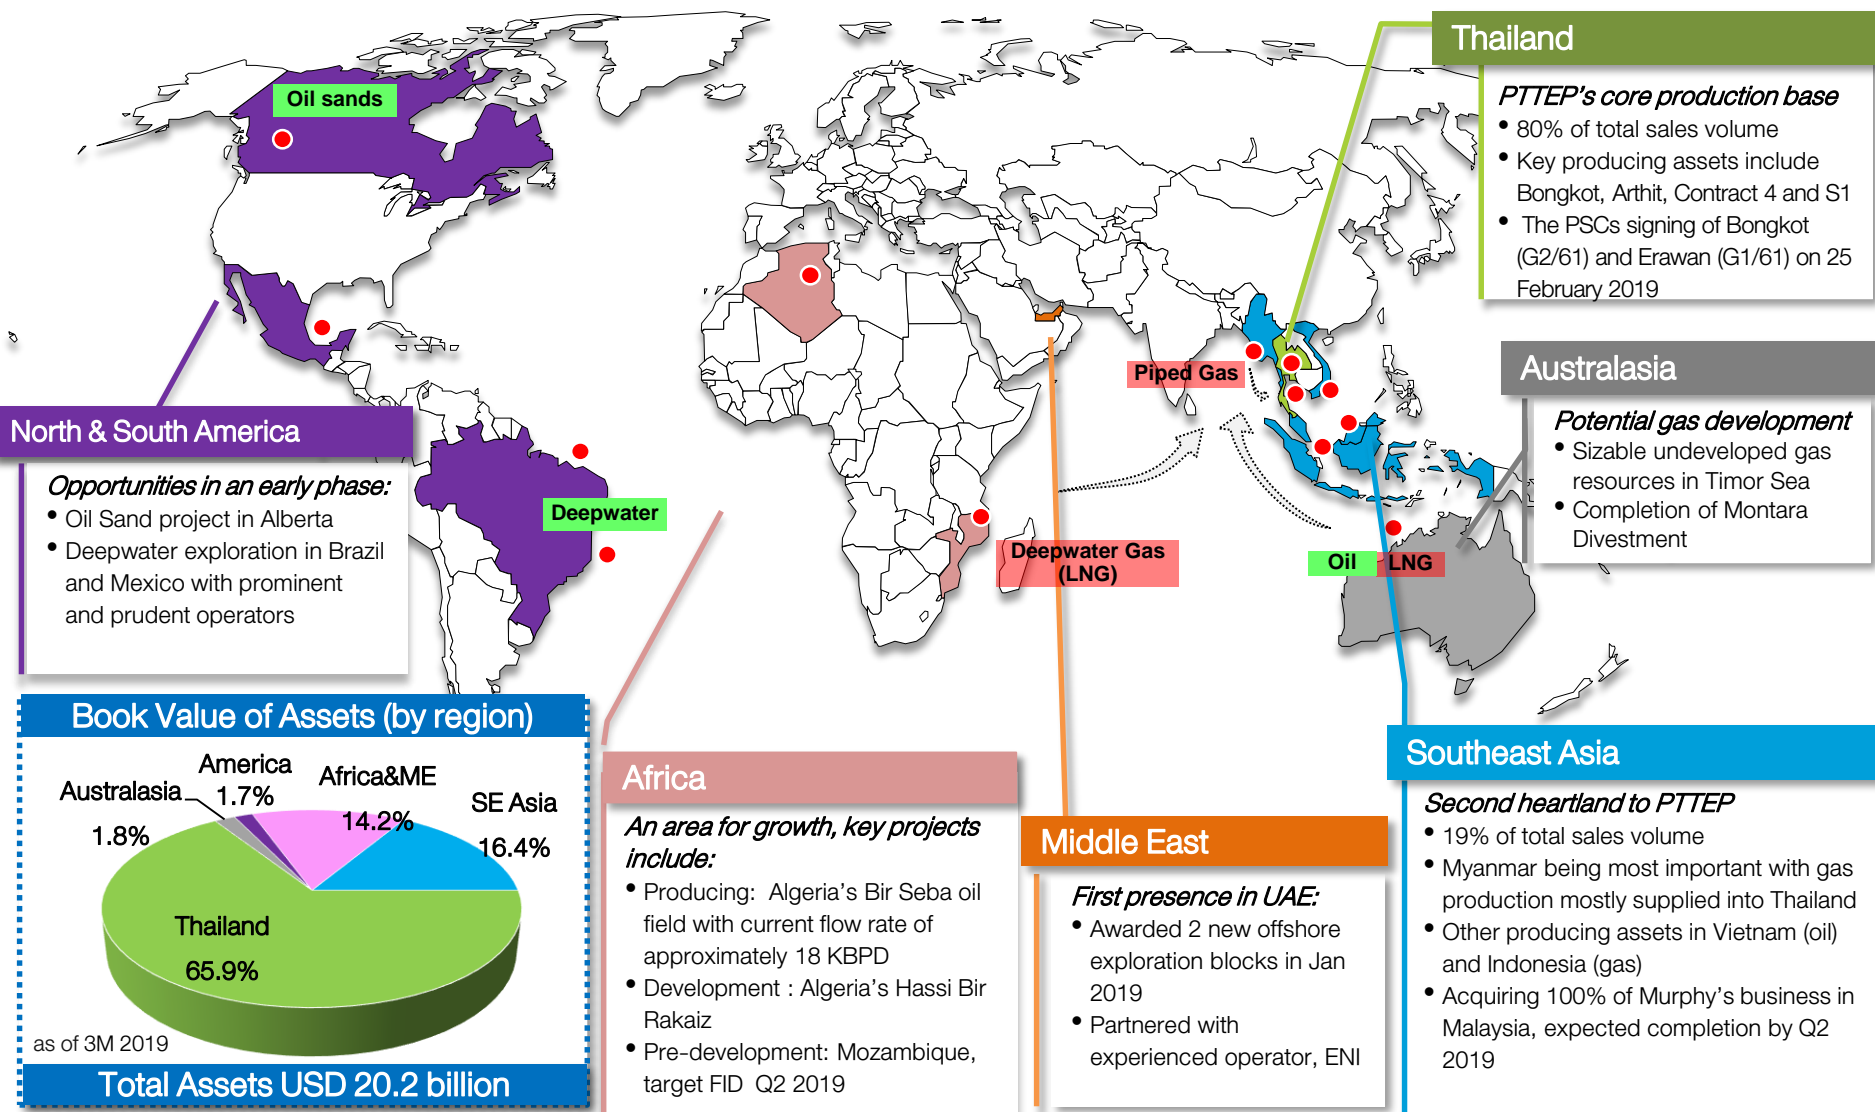 Oil sands
Thailand
PTTEP's core production base
• 80% of total sales volume
• Key producing assets include
Bongkot, Arthit, Contract 4 and S1
• The PSCs signing of Bongkot
(G2/61) and Erawan (G1/61) on 25
February 2019
Piped Gas
Australasia
Potential gas development
• Sizable undeveloped gas
resources in Timor Sea
• Completion of Montara
Divestment
North & South America
Opportunities in an early phase:
• Oil Sand project in Alberta
• Deepwater exploration in Brazil
and Mexico with prominent
and prudent operators
Deepwater
Deepwater Gas
(LNG)
Oil
LNG
Book Value of Assets (by region)
Australasia
1.8%
America
1.7%
Africa&ME
14.2%
SE Asia
16.4%
Thailand
65.9%
as of 3M 2019
Total Assets USD 20.2 billion
Africa
An area for growth, key projects
include:
• Producing: Algeria's Bir Seba oil
field with current flow rate of
approximately 18 KBPD
• Development : Algeria's Hassi Bir
Rakaiz
• Pre-development: Mozambique,
target FID Q2 2019
Middle East
First presence in UAE:
• Awarded 2 new offshore
exploration blocks in Jan
2019
• Partnered with
experienced operator, ENI
Southeast Asia
Second heartland to PTTEP
• 19% of total sales volume
• Myanmar being most important with gas
production mostly supplied into Thailand
• Other producing assets in Vietnam (oil)
and Indonesia (gas)
• Acquiring 100% of Murphy's business in
Malaysia, expected completion by Q2
2019